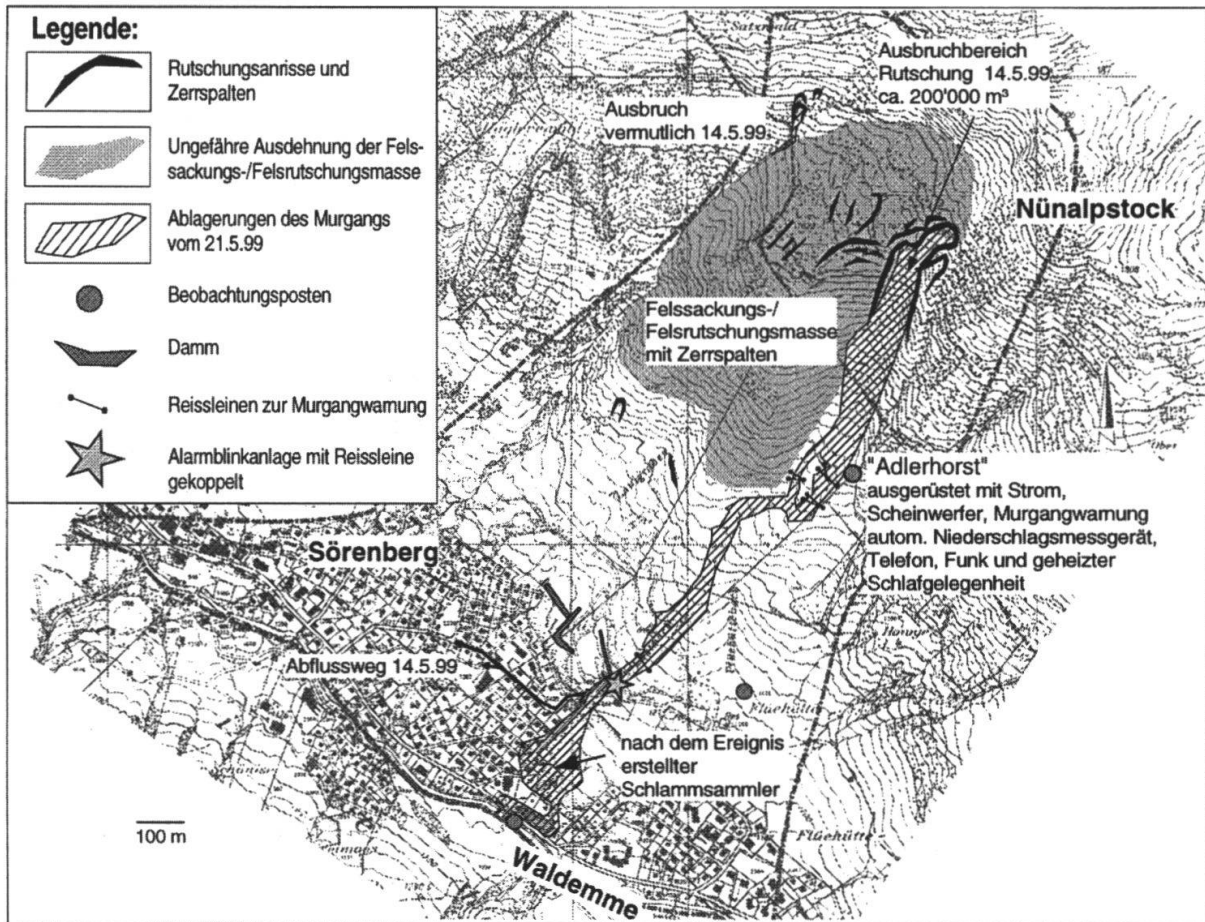 Legende:
Rutschungsanrisse und
Zerrspalten
Ungefähre Ausdehnung der Fels-
sackungs-/Felsrutschungsmasse
Ablagerungen des Murgangs
vom 21.5.99
Beobachtungsposten
Damm
Reissleinen zur Murgangwarnung
Alarmblinkanlage mit Reissleine
gekoppelt
Ausbruch
vermutlich 14.5.99
Ausbruchbereich
Rutschung 14.5.99
ca. 200'000 m³
Nünalpstock
Felssackungs-/
Felsrutschungsmasse
mit Zerrspalten
"Adlerhorst"
ausgerüstet mit Strom,
Scheinwerfer, Murgangwarnung
autom. Niederschlagsmessgerät,
Telefon, Funk und geheizter
Schlafgelegenheit
Sörenberg
Abflussweg 14.5.99
Flüehütte
nach dem Ereignis
erstellter
Schlammsammler
100 m
Waldemme
Flüehütte